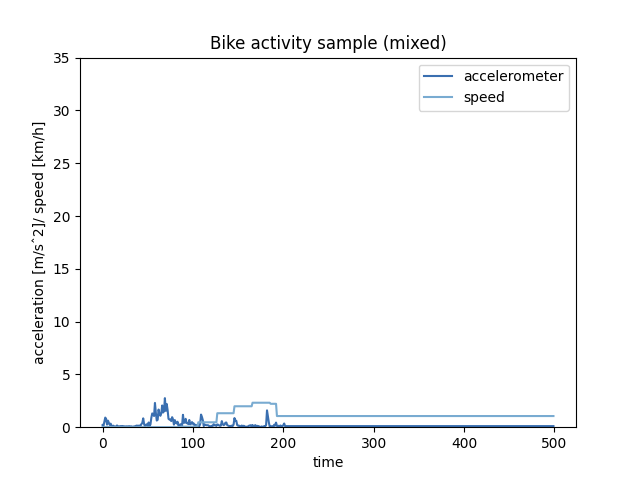 Bike activity sample (mixed)
accelerometer
speed
35
30
25
20
15
10
5
0
acceleration [m/s^2]/ speed [km/h]
0 100 200 300 400 500
time